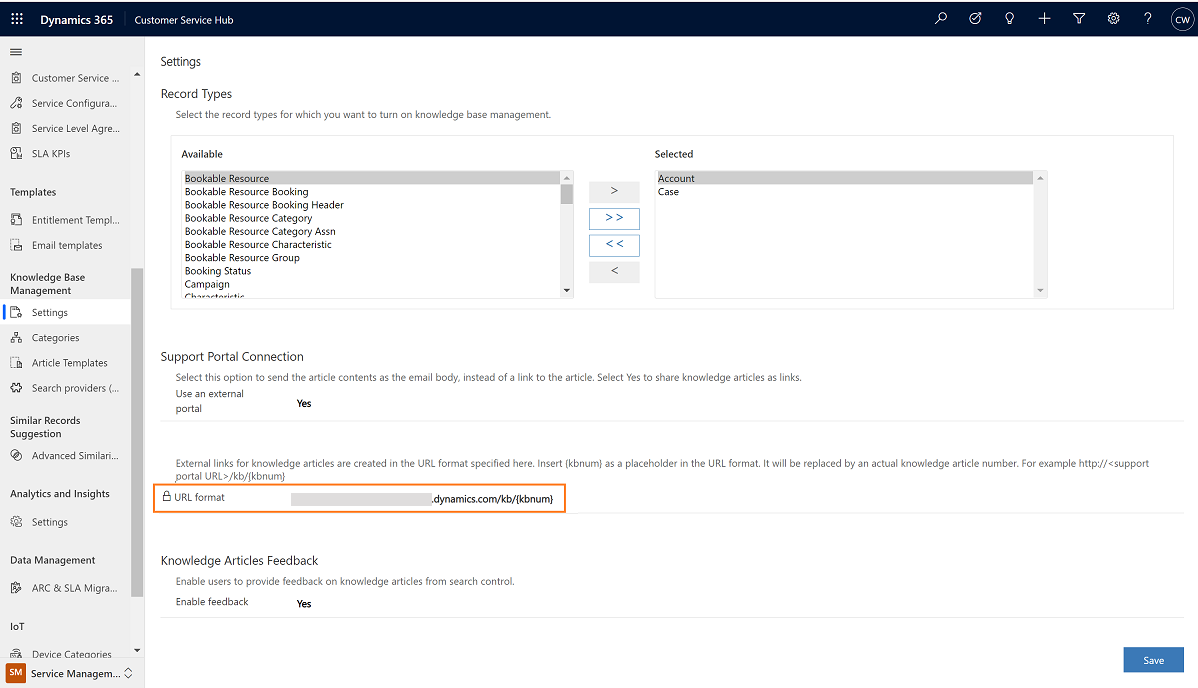 Dynamics 365 Customer Service Hub CW
Customer Service ...
Service Configura...
Service Level Agre...
SLA KPIs
Templates
Entitlement Templ...
Email templates
Knowledge Base
Management
Settings
Categories
Article Templates
Search providers (...
Similar Records
Suggestion
Advanced Similari...
Analytics and Insights
Settings
Data Management
ARC & SLA Migra...
IoT
Device Categories
SM Service Managem...
Settings
Record Types
Select the record types for which you want to turn on knowledge base management.
Available
Bookable Resource
Bookable Resource Booking
Bookable Resource Booking Header
Bookable Resource Category
Bookable Resource Category Assn
Bookable Resource Characteristic
Bookable Resource Group
Booking Status
Campaign
Characteristic
>
>>
<<
<
Selected
Account
Case
Support Portal Connection
Select this option to send the article contents as the email body, instead of a link to the article. Select Yes to share knowledge articles as links.
Use an external
portal
Yes
External links for knowledge articles are created in the URL format specified here. Insert {kbnum} as a placeholder in the URL format. It will be replaced by an actual knowledge article number. For example http://<support
portal URL>/kb/{kbnum}
URL format .dynamics.com/kb/{kbnum}
Knowledge Articles Feedback
Enable users to provide feedback on knowledge articles from search control.
Enable feedback Yes
Save